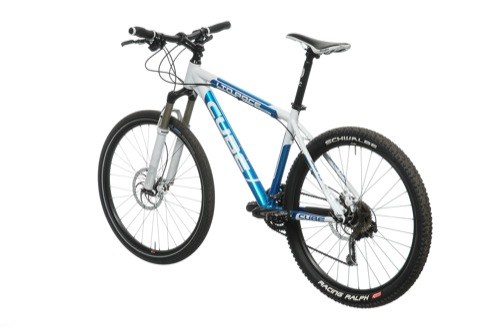 LTD RACE
CUBE
CUBE
SCHWALBE
RACING RALPH